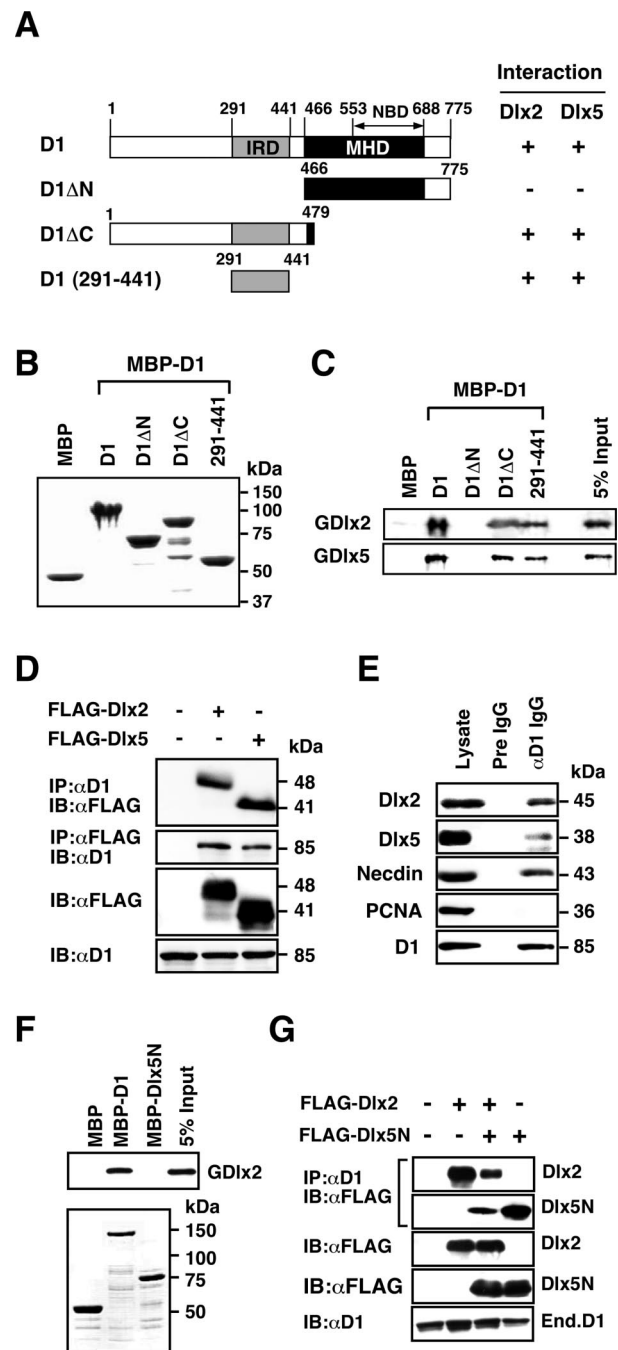 A
Interaction
1 291 441 466 553 NBD 688 775 Dlx2 Dlx5
D1 IRD MHD + +
466 775
D1ΔN - -
1 479
D1ΔC + +
291 441
D1 (291-441) + +
B
MBP-D1
MBP D1 D1ΔN D1ΔC 291-441
kDa
150
100
75
50
37
C
MBP-D1
MBP D1 D1ΔN D1ΔC 291-441 5% Input
GDlx2
GDlx5
D
FLAG-Dlx2 - + -
FLAG-Dlx5 - - +
kDa
IP:αD1 48
IB:αFLAG 41
IP:αFLAG
IB:αD1 85
IB:αFLAG 48
41
IB:αD1 85
E
Lysate Pre IgG αD1 IgG
kDa
Dlx2 45
Dlx5 38
Necdin 43
PCNA 36
D1 85
F
MBP MBP-D1 MBP-Dlx5N 5% Input
GDlx2
kDa
150
100
75
50
G
FLAG-Dlx2 - + + -
FLAG-Dlx5N - - + +
IP:αD1 Dlx2
IB:αFLAG
Dlx5N
IB:αFLAG Dlx2
IB:αFLAG Dlx5N
IB:αD1 End.D1